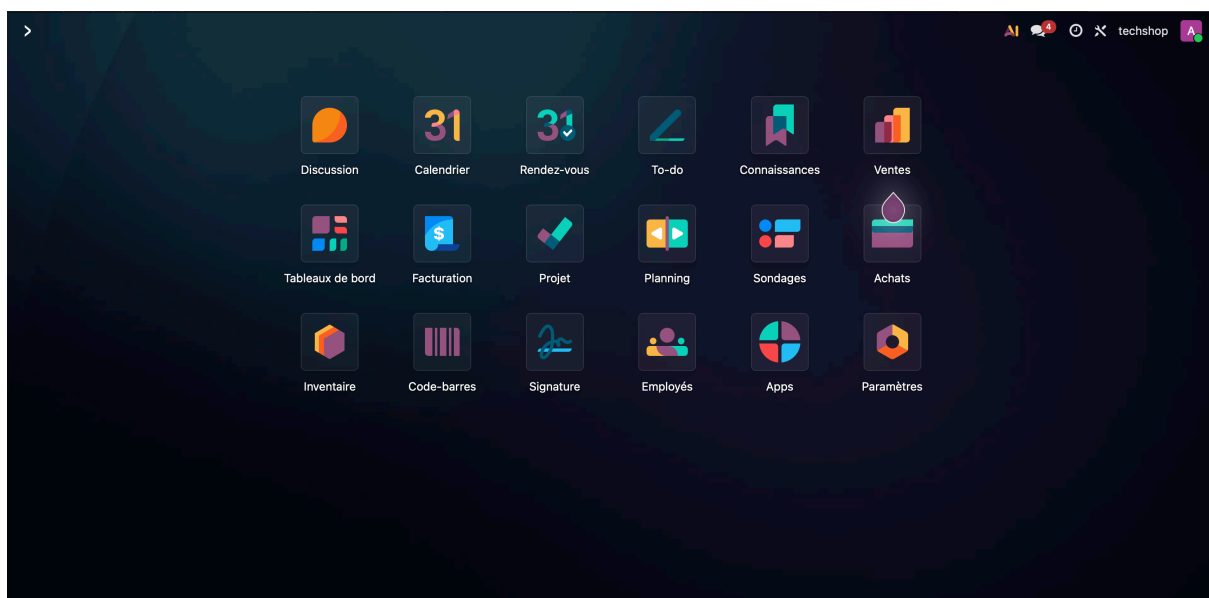 AI 4 techshop A
31 31
Discussion Calendrier Rendez-vous To-do Connaissances Ventes
$
Tableaux de bord Facturation Projet Planning Sondages Achats
Inventaire Code-barres Signature Employés Apps Paramètres